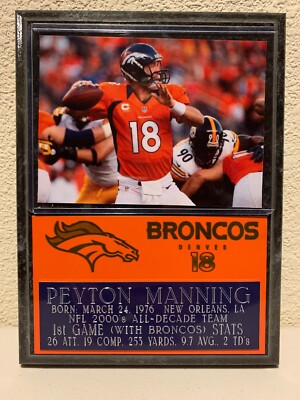 18
90
BRONCOS
DENVER
18
PEYTON MANNING
BORN: MARCH 24, 1976 NEW ORLEANS, LA
NFL 2000's ALL-DECADE TEAM
1st GAME (WITH BRONCOS) STATS
26 ATT. 19 COMP. 253 YARDS, 9.7 AVG., 2 TD's